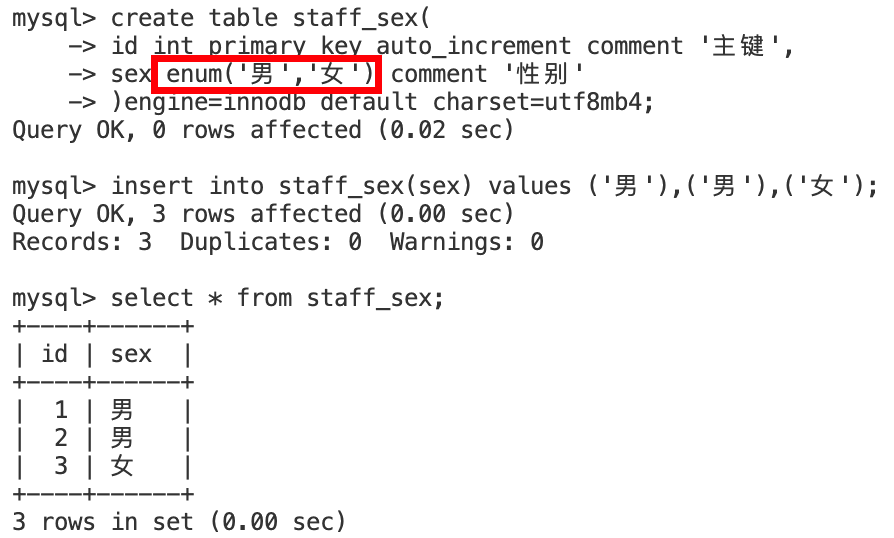 mysql> create table staff_sex(
    -> id int primary key auto_increment comment '主键',
    -> sex enum('男','女') comment '性别'
    -> )engine=innodb default charset=utf8mb4;
Query OK, 0 rows affected (0.02 sec)

mysql> insert into staff_sex(sex) values ('男'),('男'),('女');
Query OK, 3 rows affected (0.00 sec)
Records: 3  Duplicates: 0  Warnings: 0

mysql> select * from staff_sex;
+----+------+
| id | sex  |
+----+------+
|  1 | 男   |
|  2 | 男   |
|  3 | 女   |
+----+------+
3 rows in set (0.00 sec)